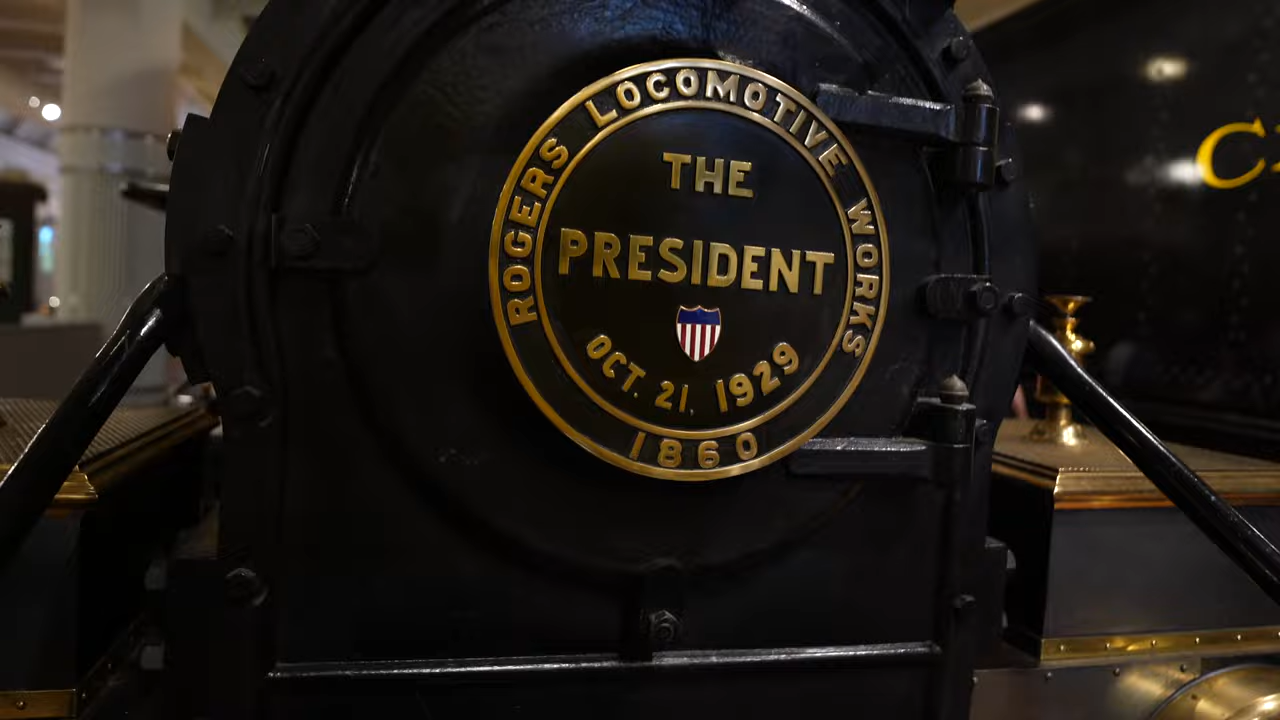 ROGERS LOCOMOTIVE WORKS
THE
PRESIDENT
OCT. 21, 1929
1860
C